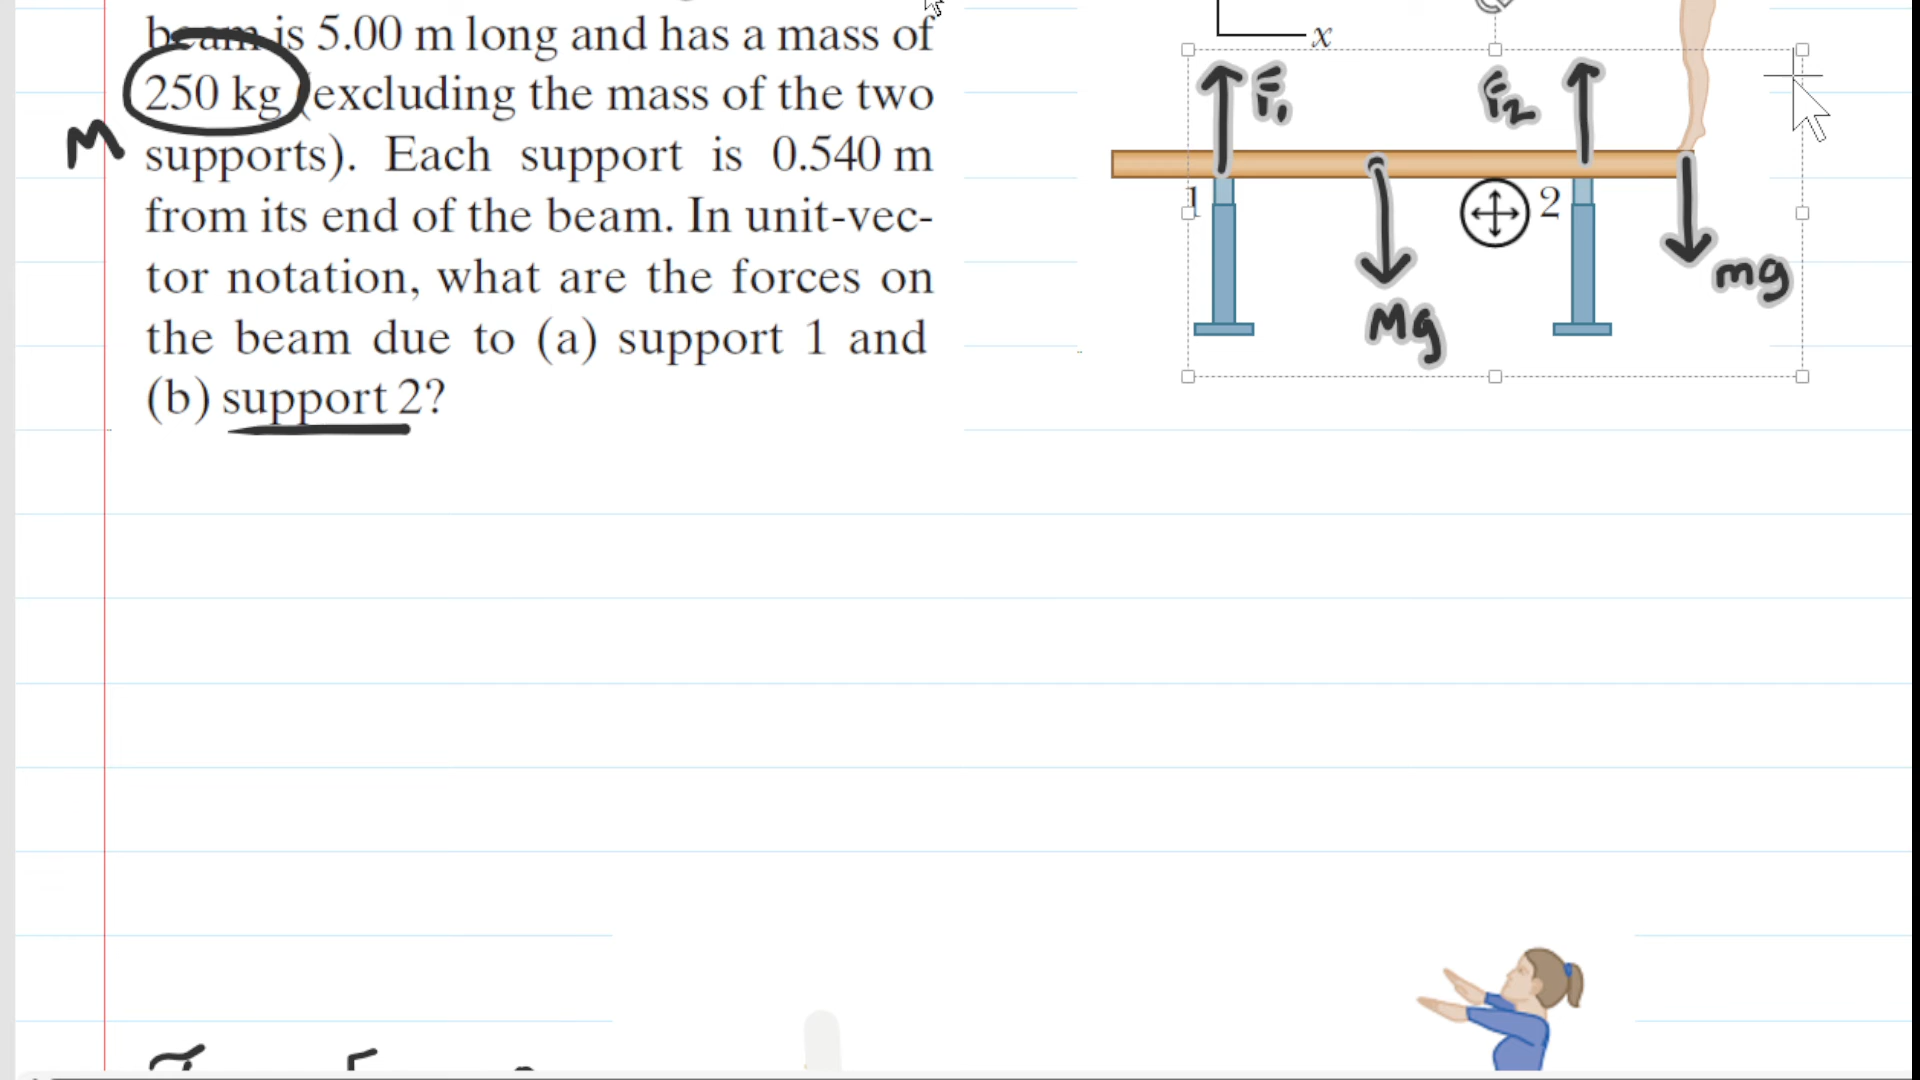 beam is 5.00 m long and has a mass of
250 kg (excluding the mass of the two
M
supports). Each support is 0.540 m
from its end of the beam. In unit-vec-
tor notation, what are the forces on
the beam due to (a) support 1 and
(b) support 2?
x
F1
F2
1
2
mg
Mg